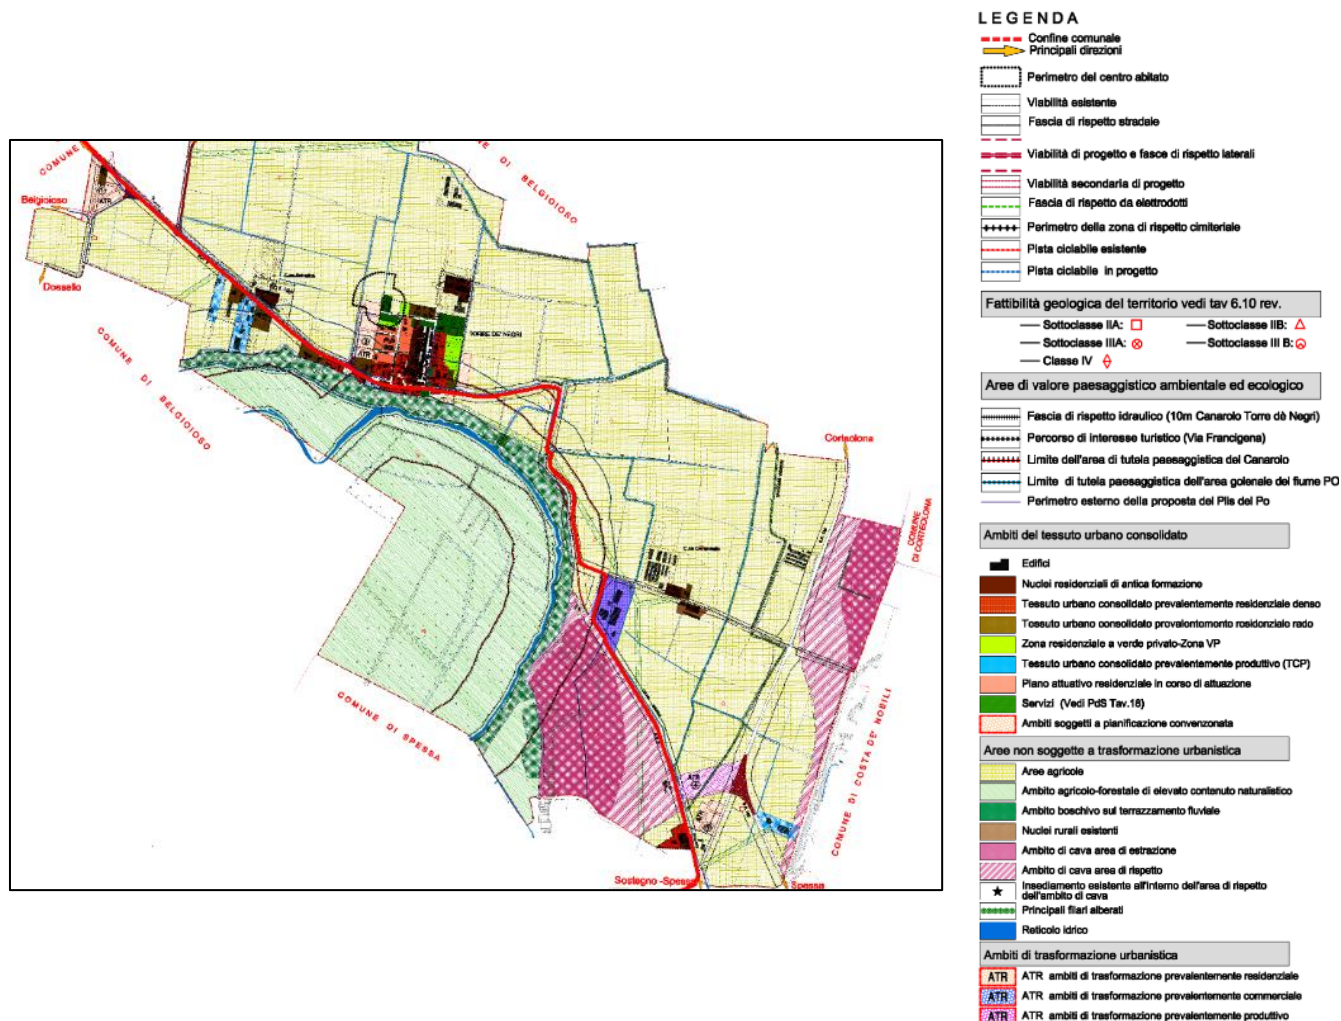 LEGENDA
Confine comunale
Principali direzioni
Perimetro del centro abitato
Viabilità esistente
Fascia di rispetto stradale
Viabilità di progetto e fasce di rispetto laterali
Viabilità secondaria di progetto
Fascia di rispetto da elettrodotti
Perimetro della zona di rispetto cimiteriale
Pista ciclabile esistente
Pista ciclabile in progetto
Fattibilità geologica del territorio vedi tav 6.10 rev.
Sottoclasse IIA:
Sottoclasse IIB:
Sottoclasse IIIA:
Sottoclasse III B:
Classe IV
Aree di valore paesaggistico ambientale ed ecologico
Fascia di rispetto idraulico (10m Canarolo Torre dè Negri)
Percorso di interesse turistico (Via Francigena)
Limite dell'area di tutela paesaggistica del Canarolo
Limite di tutela paesaggistica dell'area golenale del fiume PO
Perimetro esterno della proposta del Plis del Po
Ambiti del tessuto urbano consolidato
Edifici
Nuclei residenziali di antica formazione
Tessuto urbano consolidato prevalentemente residenziale denso
Tessuto urbano consolidato prevalentemente residenziale rado
Zona residenziale a verde privato-Zona VP
Tessuto urbano consolidato prevalentemente produttivo (TCP)
Piano attuativo residenziale in corso di attuazione
Servizi (Vedi PdS Tav.18)
Ambiti soggetti a pianificazione convenzonata
Aree non soggette a trasformazione urbanistica
Aree agricole
Ambito agricolo-forestale di elevato contenuto naturalistico
Ambito boschivo sul terrazzamento fluviale
Nuclei rurali esistenti
Ambito di cava area di estrazione
Ambito di cava area di rispetto
Insediamento esistente all'interno dell'area di rispetto
dell'ambito di cava
Principali filari alberati
Reticolo idrico
Ambiti di trasformazione urbanistica
ATR ATR ambiti di trasformazione prevalentemente residenziale
ATR ATR ambiti di trasformazione prevalentemente commerciale
ATR ATR ambiti di trasformazione prevalentemente produttivo
COMUNE
DI BELGIOIOSO
Belgioioso
ATR
Dossello
COMUNE DI BELGIOIOSO
TORRE DE' NEGRI
ATR
Corteolona
COMUNE
DI CORTEOLONA
COMUNE DI SPESSA
COMUNE DI COSTA DE' NOBILI
ATR
Sostegno -Spessa
Spessa